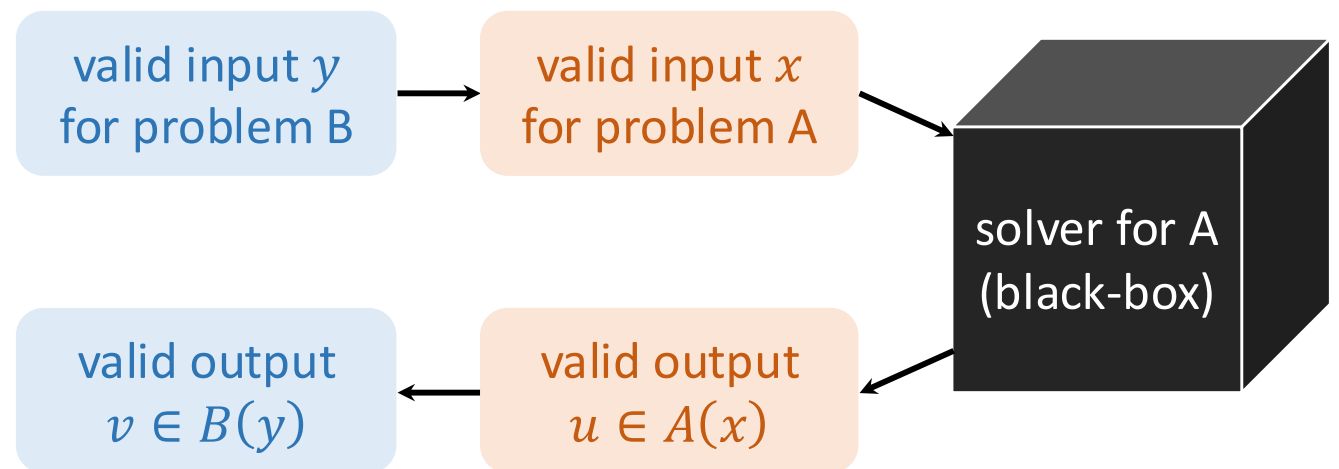 valid input y
for problem B
valid input x
for problem A
solver for A
(black-box)
valid output
v ∈ B(y)
valid output
u ∈ A(x)